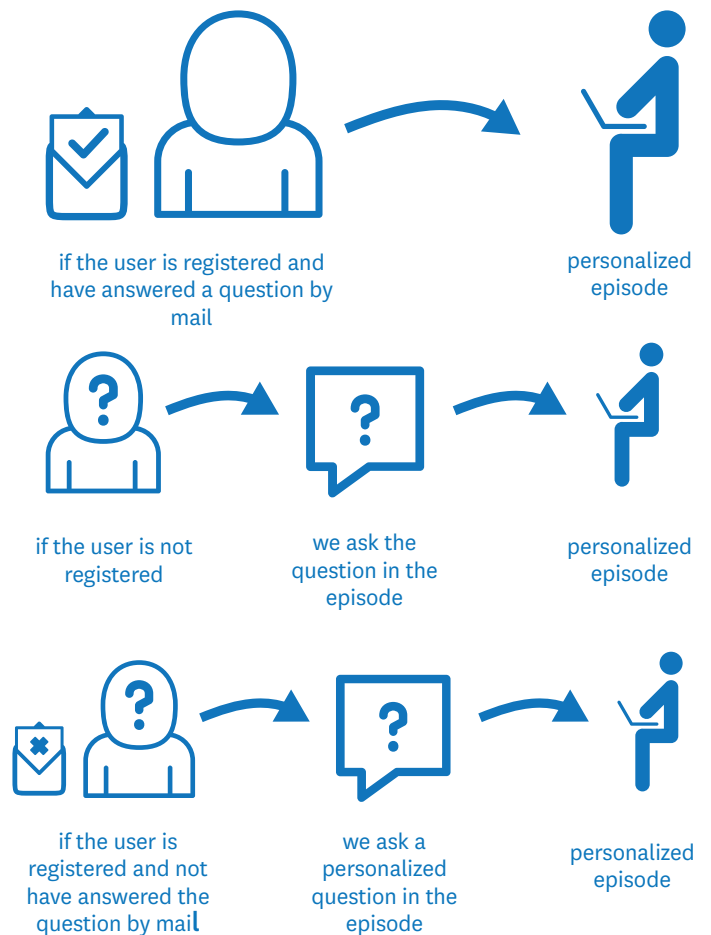 if the user is registered and
have answered a question by
mail
personalized
episode
?
if the user is not
registered
?
we ask the
question in the
episode
personalized
episode
?
if the user is
registered and not
have answered the
question by mail
?
we ask a
personalized
question in the
episode
personalized
episode